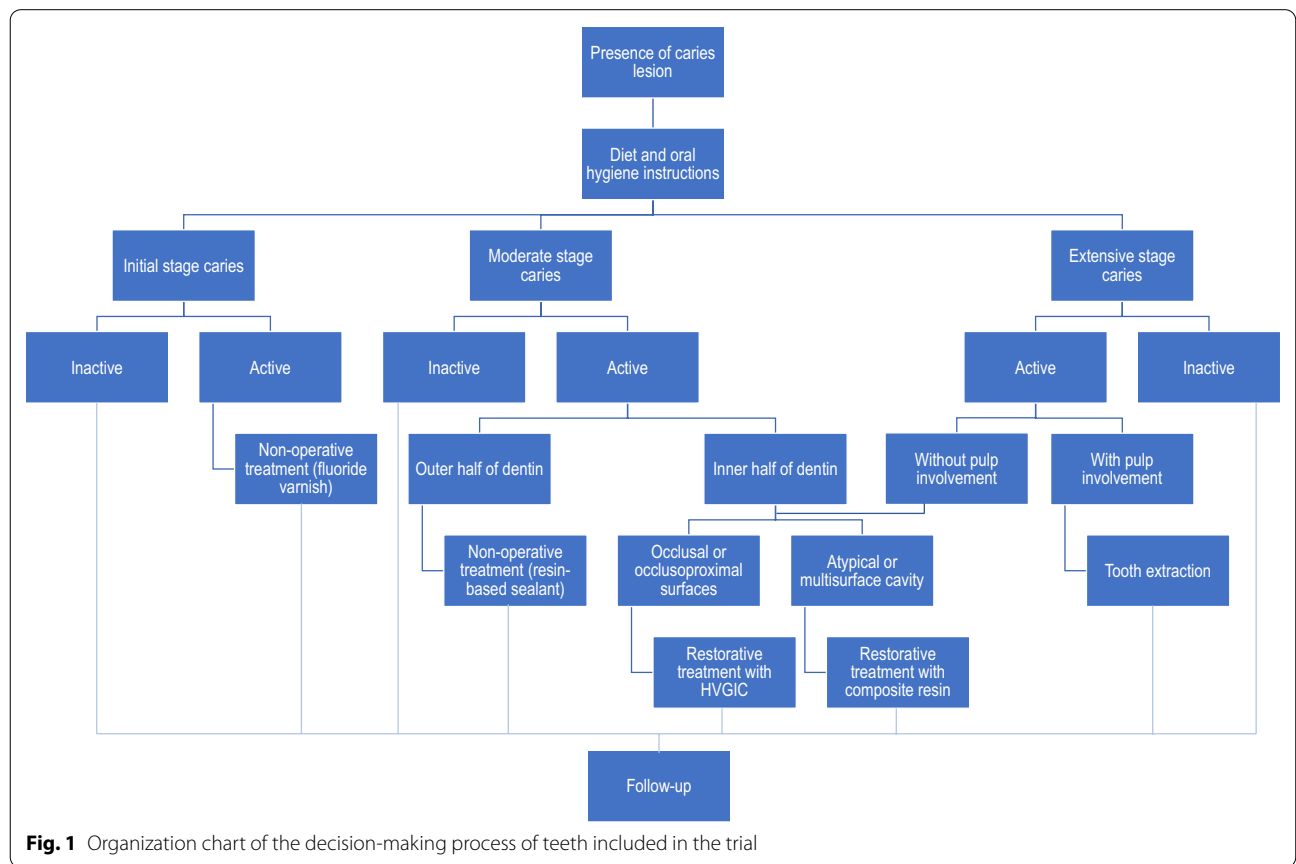 Presence of caries
lesion
Diet and oral
hygiene instructions
Initial stage caries
Moderate stage
caries
Extensive stage
caries
Inactive
Active
Inactive
Active
Active
Inactive
Non-operative
treatment (fluoride
varnish)
Outer half of dentin
Inner half of dentin
Without pulp
involvement
With pulp
involvement
Non-operative
treatment (resin-
based sealant)
Occlusal or
occlusoproximal
surfaces
Atypical or
multisurface cavity
Tooth extraction
Restorative
treatment with
HVGIC
Restorative
treatment with
composite resin
Follow-up
Fig. 1 Organization chart of the decision-making process of teeth included in the trial